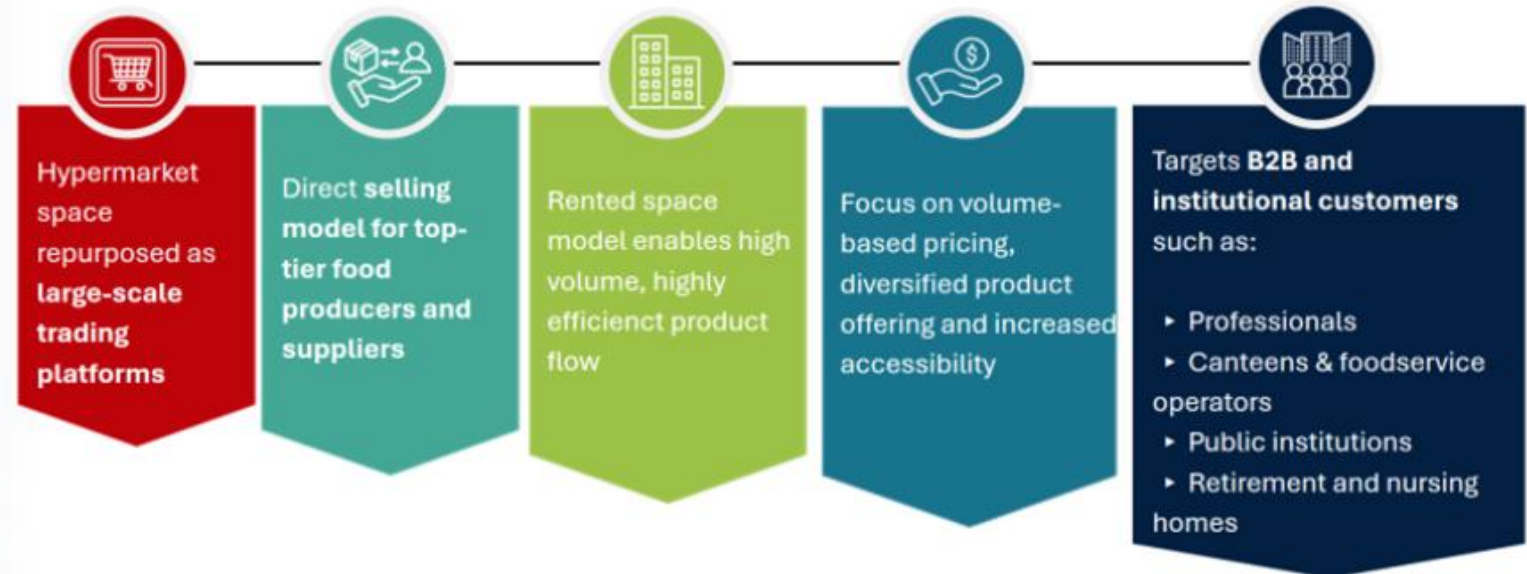 Hypermarket
space
repurposed as
large-scale
trading
platforms
Direct selling
model for top-
tier food
producers and
suppliers
Rented space
model enables high
volume, highly
efficienct product
flow
Focus on volume-
based pricing,
diversified product
offering and increased
accessibility
Targets B2B and
institutional customers
such as:
▸ Professionals
▸ Canteens & foodservice
operators
▸ Public institutions
▸ Retirement and nursing
homes